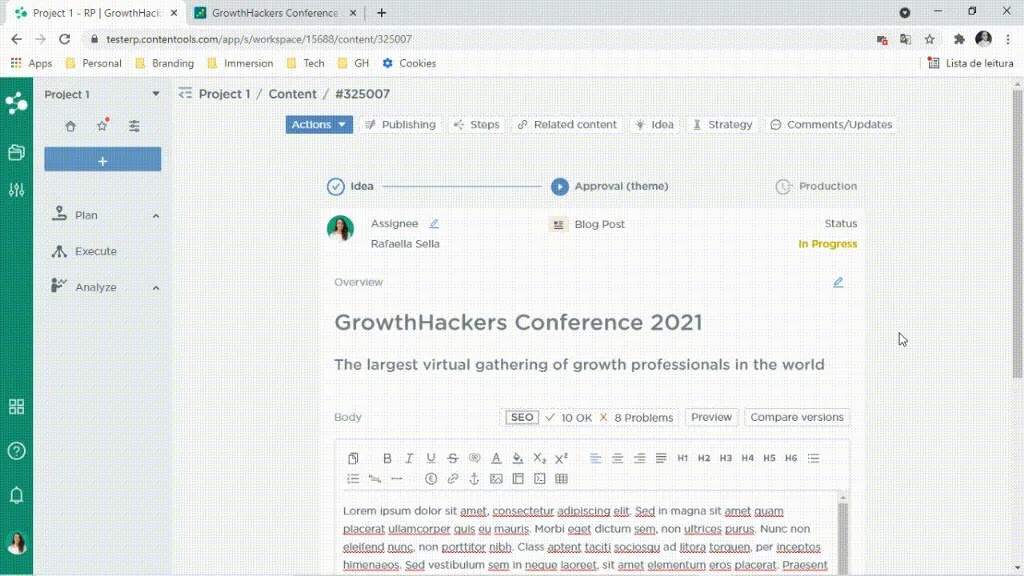 Project 1 - RP | GrowthHack
GrowthHackers Conference
testerp.contentools.com/app/s/workspace/15688/content/325007
Apps Personal Branding Immersion Tech GH Cookies Lista de leitura
Project 1
Project 1 / Content / #325007
Actions Publishing Steps Related content Idea Strategy Comments/Updates
+
Idea Approval (theme) Production
Plan
Execute
Analyze
Assignee Blog Post Status
Rafaella Sella In Progress
Overview
GrowthHackers Conference 2021
The largest virtual gathering of growth professionals in the world
Body SEO 10 OK 8 Problems Preview Compare versions
B I U S A X2 X2 H1 H2 H3 H4 H5 H6
Lorem ipsum dolor sit amet, consectetur adipiscing elit. Sed in magna sit amet quam
placerat ullamcorper quis eu mauris. Morbi eget dictum sem, non ultrices purus. Nunc non
eleifend nunc, non porttitor nibh. Class aptent taciti sociosqu ad litora torquen, per inceptos
himenaeos. Sed vestibulum sem in neque laoreet, sit amet elementum eros placerat. Praesent